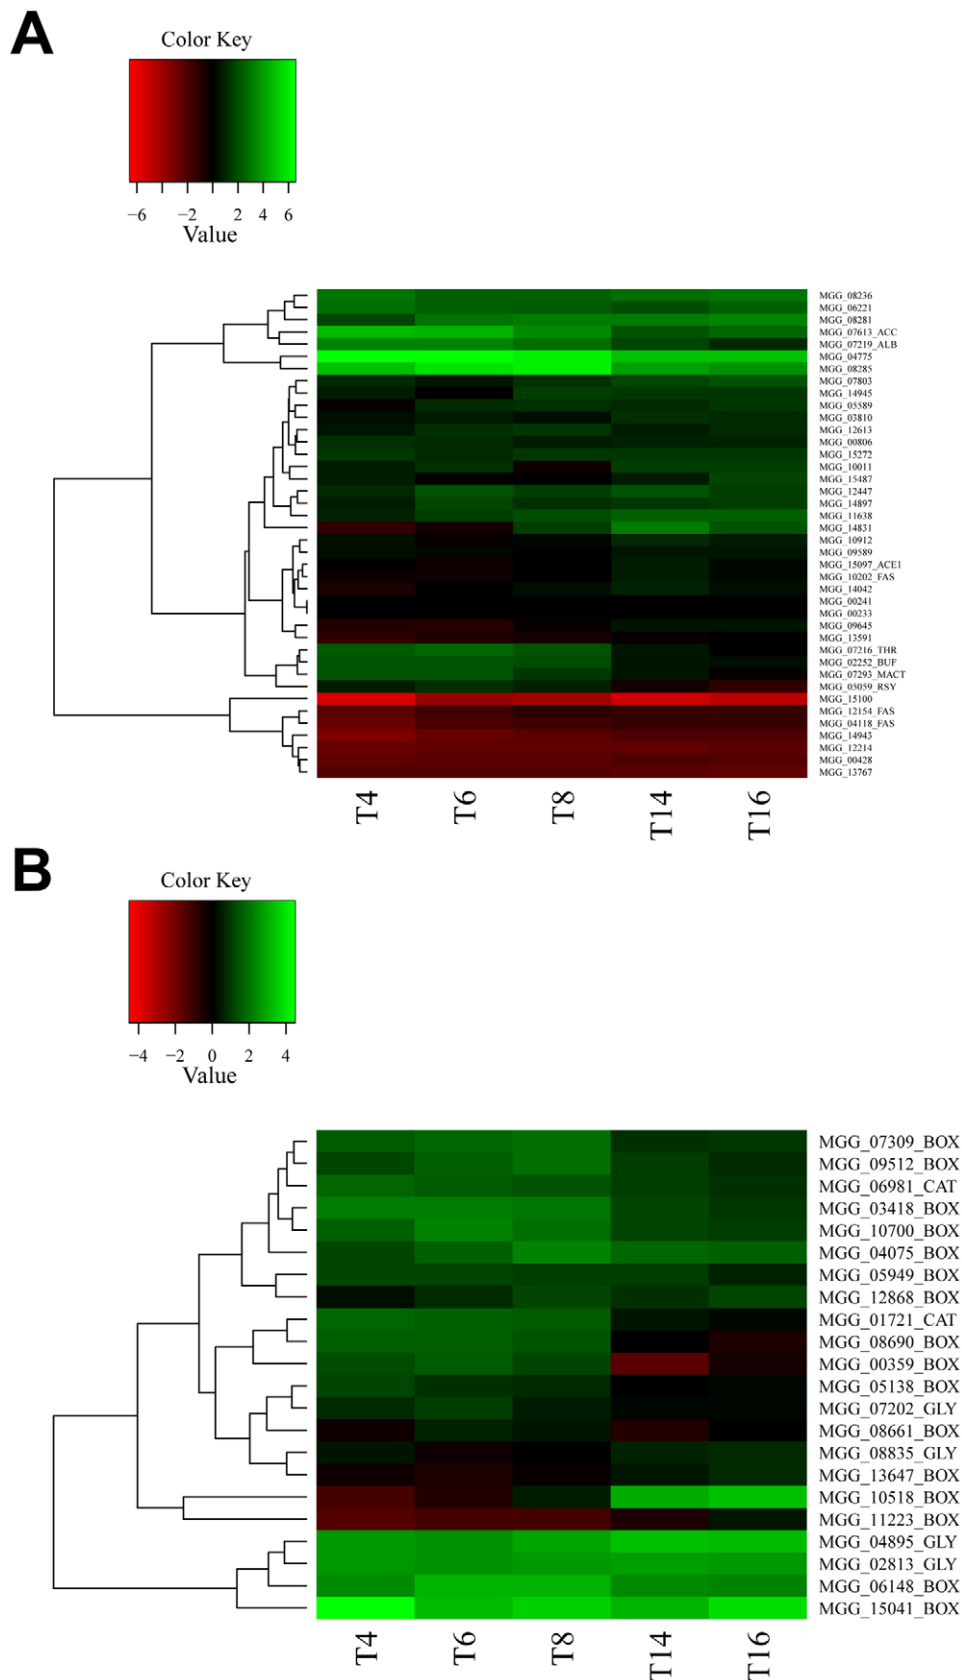 A
Color Key
−6 −2 2 4 6
Value
MGG_08236
MGG_06221
MGG_08281
MGG_07613_ACC
MGG_07219_ALB
MGG_04775
MGG_08285
MGG_07803
MGG_14945
MGG_05589
MGG_03810
MGG_12613
MGG_00806
MGG_15272
MGG_10011
MGG_15487
MGG_12447
MGG_14897
MGG_11638
MGG_14831
MGG_10912
MGG_09589
MGG_15097_ACE1
MGG_10202_FAS
MGG_14042
MGG_00241
MGG_00233
MGG_09645
MGG_13591
MGG_07216_THR
MGG_02252_BUF
MGG_07293_MACT
MGG_05059_RSY
MGG_15100
MGG_12154_FAS
MGG_04118_FAS
MGG_14943
MGG_12214
MGG_00428
MGG_13767
T4 T6 T8 T14 T16
B
Color Key
−4 −2 0 2 4
Value
MGG_07309_BOX
MGG_09512_BOX
MGG_06981_CAT
MGG_03418_BOX
MGG_10700_BOX
MGG_04075_BOX
MGG_05949_BOX
MGG_12868_BOX
MGG_01721_CAT
MGG_08690_BOX
MGG_00359_BOX
MGG_05138_BOX
MGG_07202_GLY
MGG_08661_BOX
MGG_08835_GLY
MGG_13647_BOX
MGG_10518_BOX
MGG_11223_BOX
MGG_04895_GLY
MGG_02813_GLY
MGG_06148_BOX
MGG_15041_BOX
T4 T6 T8 T14 T16